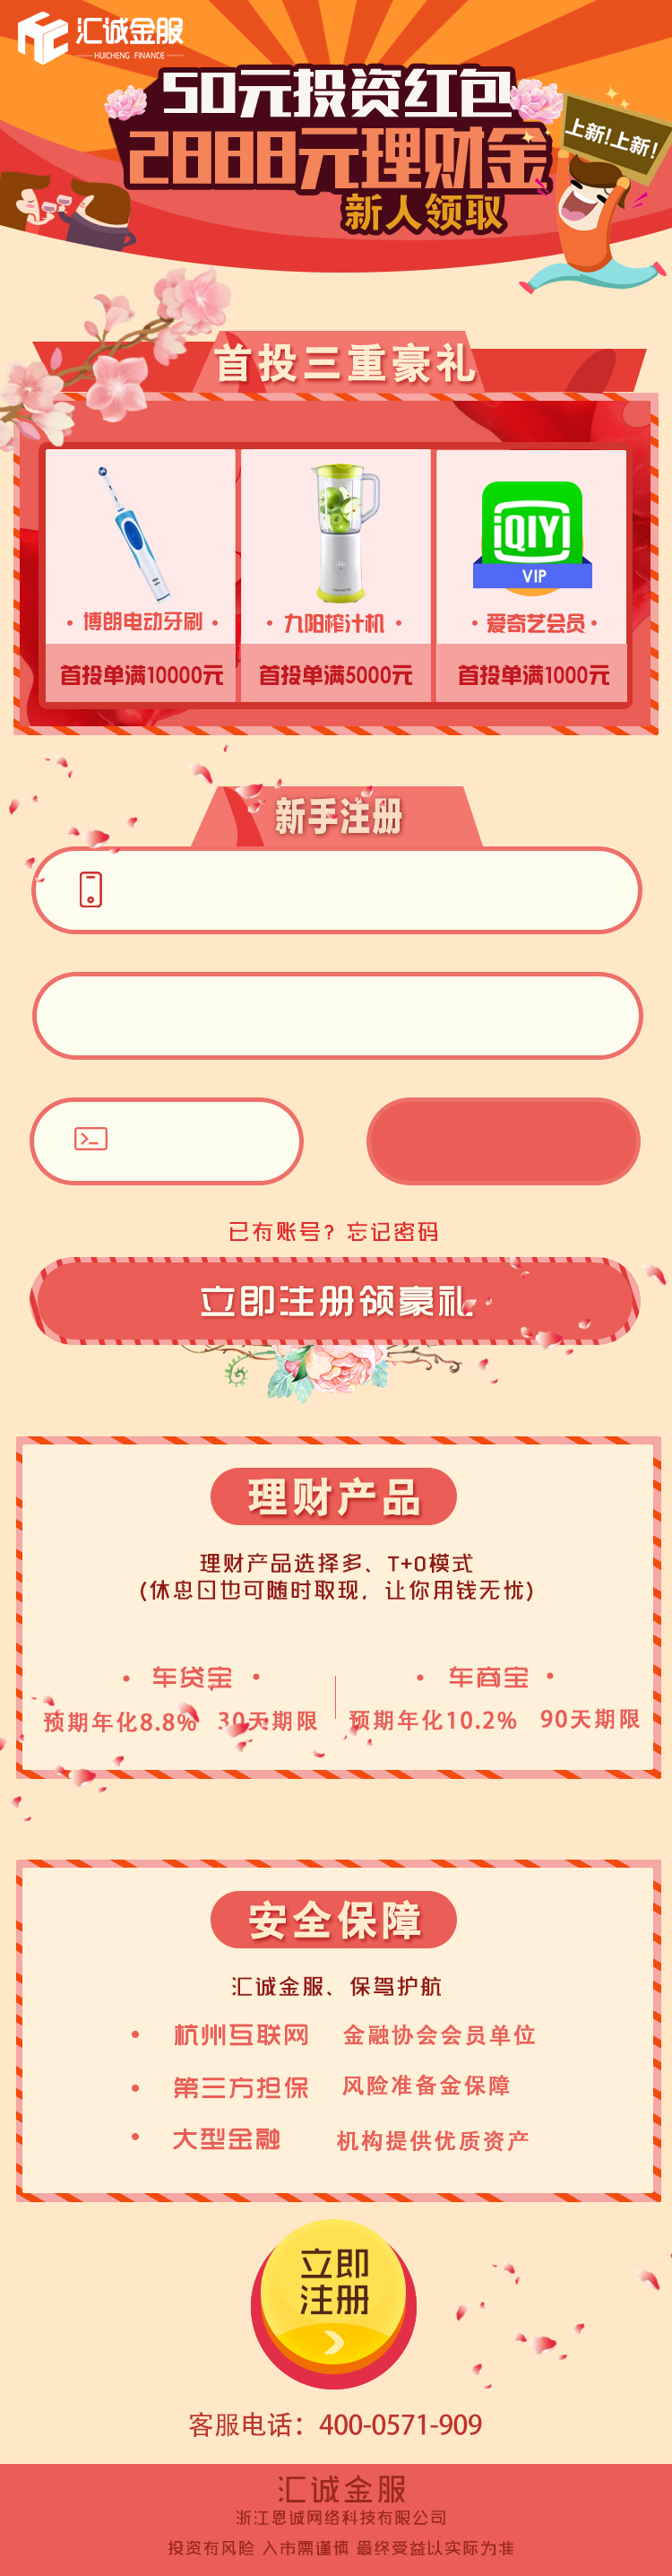 汇诚金服
HUICHENG FINANCE
50元投资红包
2888元理财金
新人领取
上新!上新!
首投三重豪礼
iQIYI
VIP
博朗电动牙刷
九阳榨汁机
爱奇艺会员
首投单满10000元
首投单满5000元
首投单满1000元
新手注册
已有账号？忘记密码
立即注册领豪礼
理财产品
理财产品选择多、T+0模式
(休息日也可随时取现，让你用钱无忧)
车贷宝
车商宝
预期年化8.8% 30天期限
预期年化10.2% 90天期限
安全保障
汇诚金服、保驾护航
杭州互联网 金融协会会员单位
第三方担保 风险准备金保障
大型金融 机构提供优质资产
立即
注册
客服电话：400-0571-909
汇诚金服
浙江恩诚网络科技有限公司
投资有风险 入市需谨慎 最终受益以实际为准